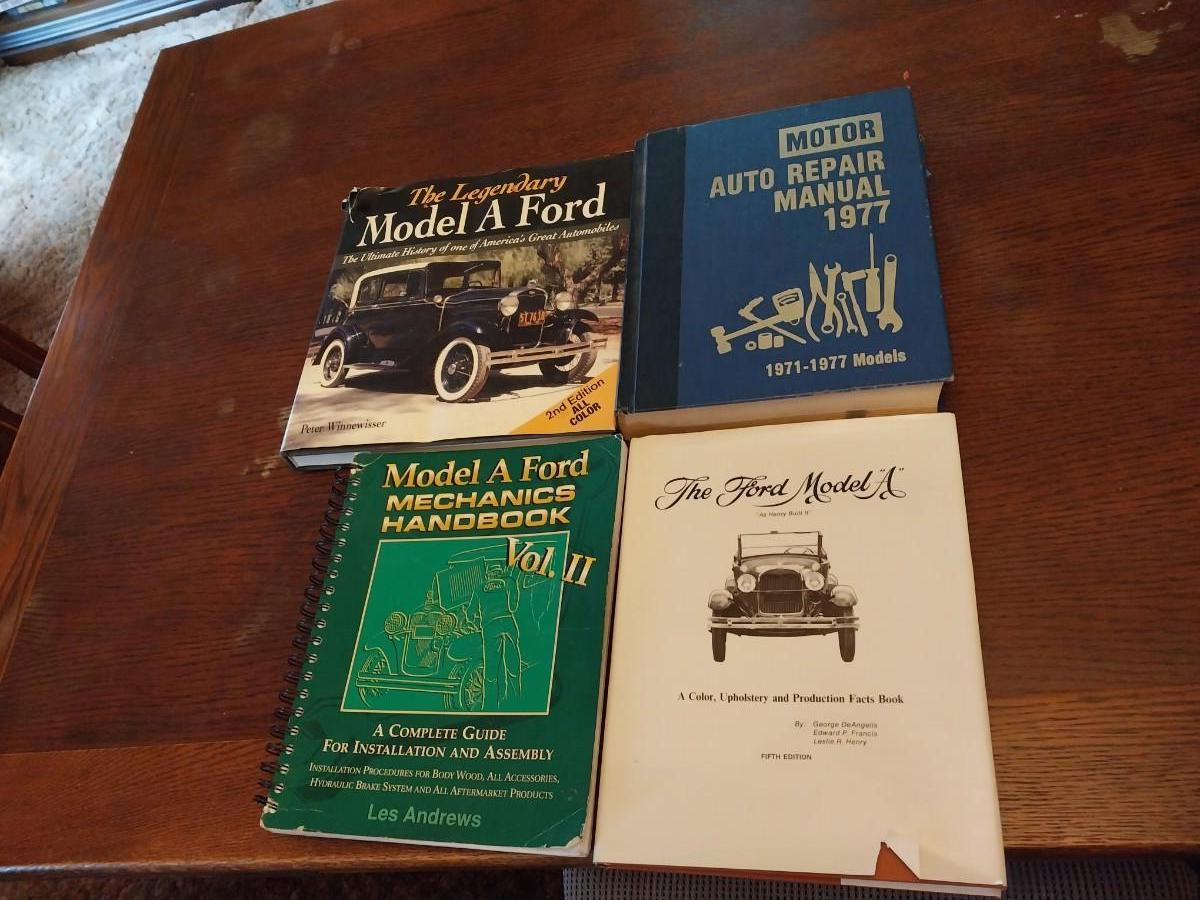 The Legendary
Model A Ford
The Ultimate History of one of America's Great Automobiles
2nd Edition
ALL
COLOR
Peter Winnewisser
MOTOR
AUTO REPAIR
MANUAL
1977
1971-1977 Models
Model A Ford
MECHANICS
HANDBOOK
Vol. II
Ford
A COMPLETE GUIDE
FOR INSTALLATION AND ASSEMBLY
INSTALLATION PROCEDURES FOR BODY WOOD, ALL ACCESSORIES,
HYDRAULIC BRAKE SYSTEM AND ALL AFTERMARKET PRODUCTS
Les Andrews
The Ford Model "A"
"As Henry Built It"
A Color, Upholstery and Production Facts Book
By: George DeAngelis
Edward P. Francis
Leslie R. Henry
FIFTH EDITION